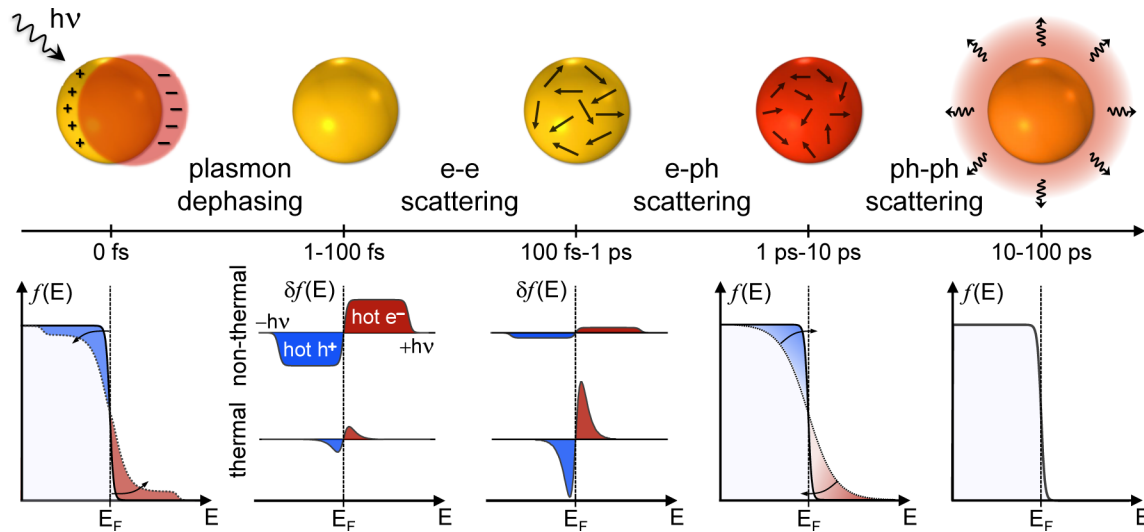 hν
+ + + + +
− − − − −
plasmon
dephasing
e-e
scattering
e-ph
scattering
ph-ph
scattering
0 fs
1-100 fs
100 fs-1 ps
1 ps-10 ps
10-100 ps
f(E)
E_F
E
non-thermal
thermal
δf(E)
−hν
hot e⁻
hot h⁺
+hν
E_F
E
δf(E)
E_F
E
f(E)
E_F
E
f(E)
E_F
E